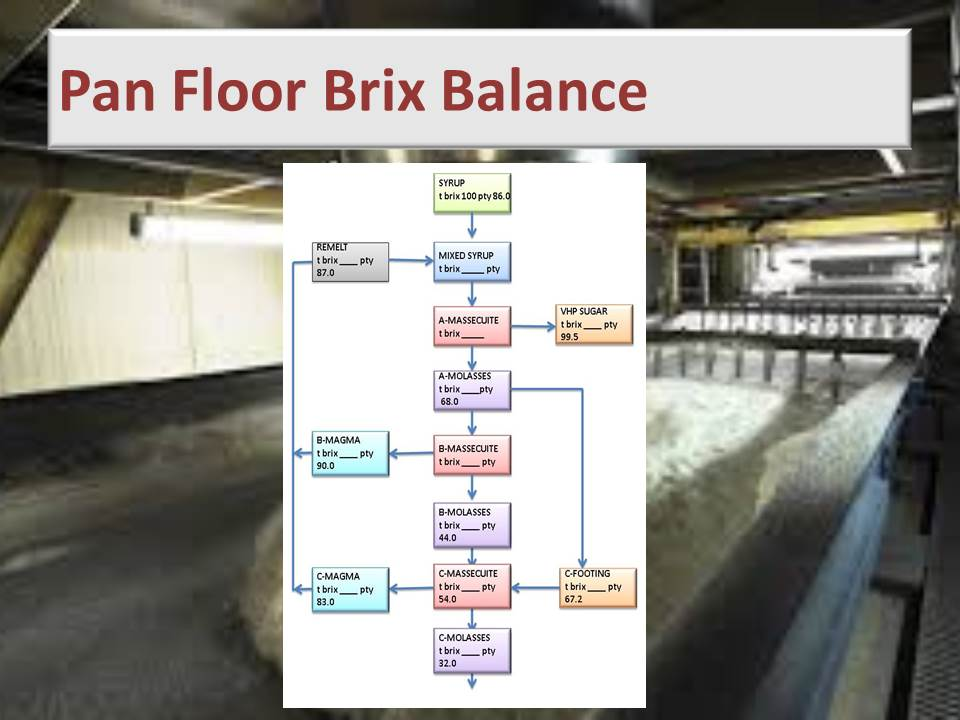 Pan Floor Brix Balance
SYRUP
t brix 100 pty 86.0
REMELT
t brix ____ pty
87.0
MIXED SYRUP
t brix _____ pty
A-MASSECUITE
t brix _____
VHP SUGAR
t brix ____ pty
99.5
A-MOLASSES
t brix ____pty
68.0
B-MAGMA
t brix ____ pty
90.0
B-MASSECUITE
t brix ____ pty
B-MOLASSES
t brix ____ pty
44.0
C-MAGMA
t brix ____ pty
83.0
C-MASSECUITE
t brix ____ pty
54.0
C-FOOTING
t brix ____ pty
67.2
C-MOLASSES
t brix ____ pty
32.0